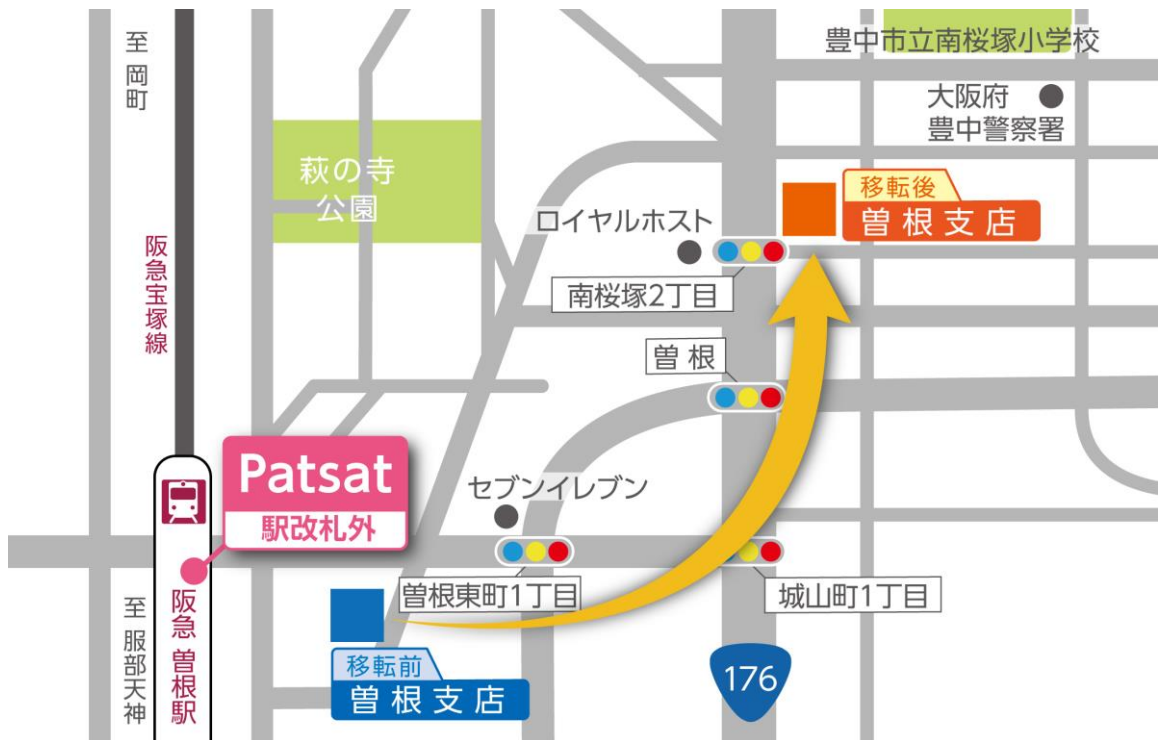 至 岡町
豊中市立南桜塚小学校
大阪府
豊中警察署
萩の寺
公園
移転後
曽根支店
ロイヤルホスト
阪急宝塚線
南桜塚2丁目
曽根
Patsat
駅改札外
セブンイレブン
曽根東町1丁目
城山町1丁目
至 服部天神
阪急 曽根駅
移転前
曽根支店
176